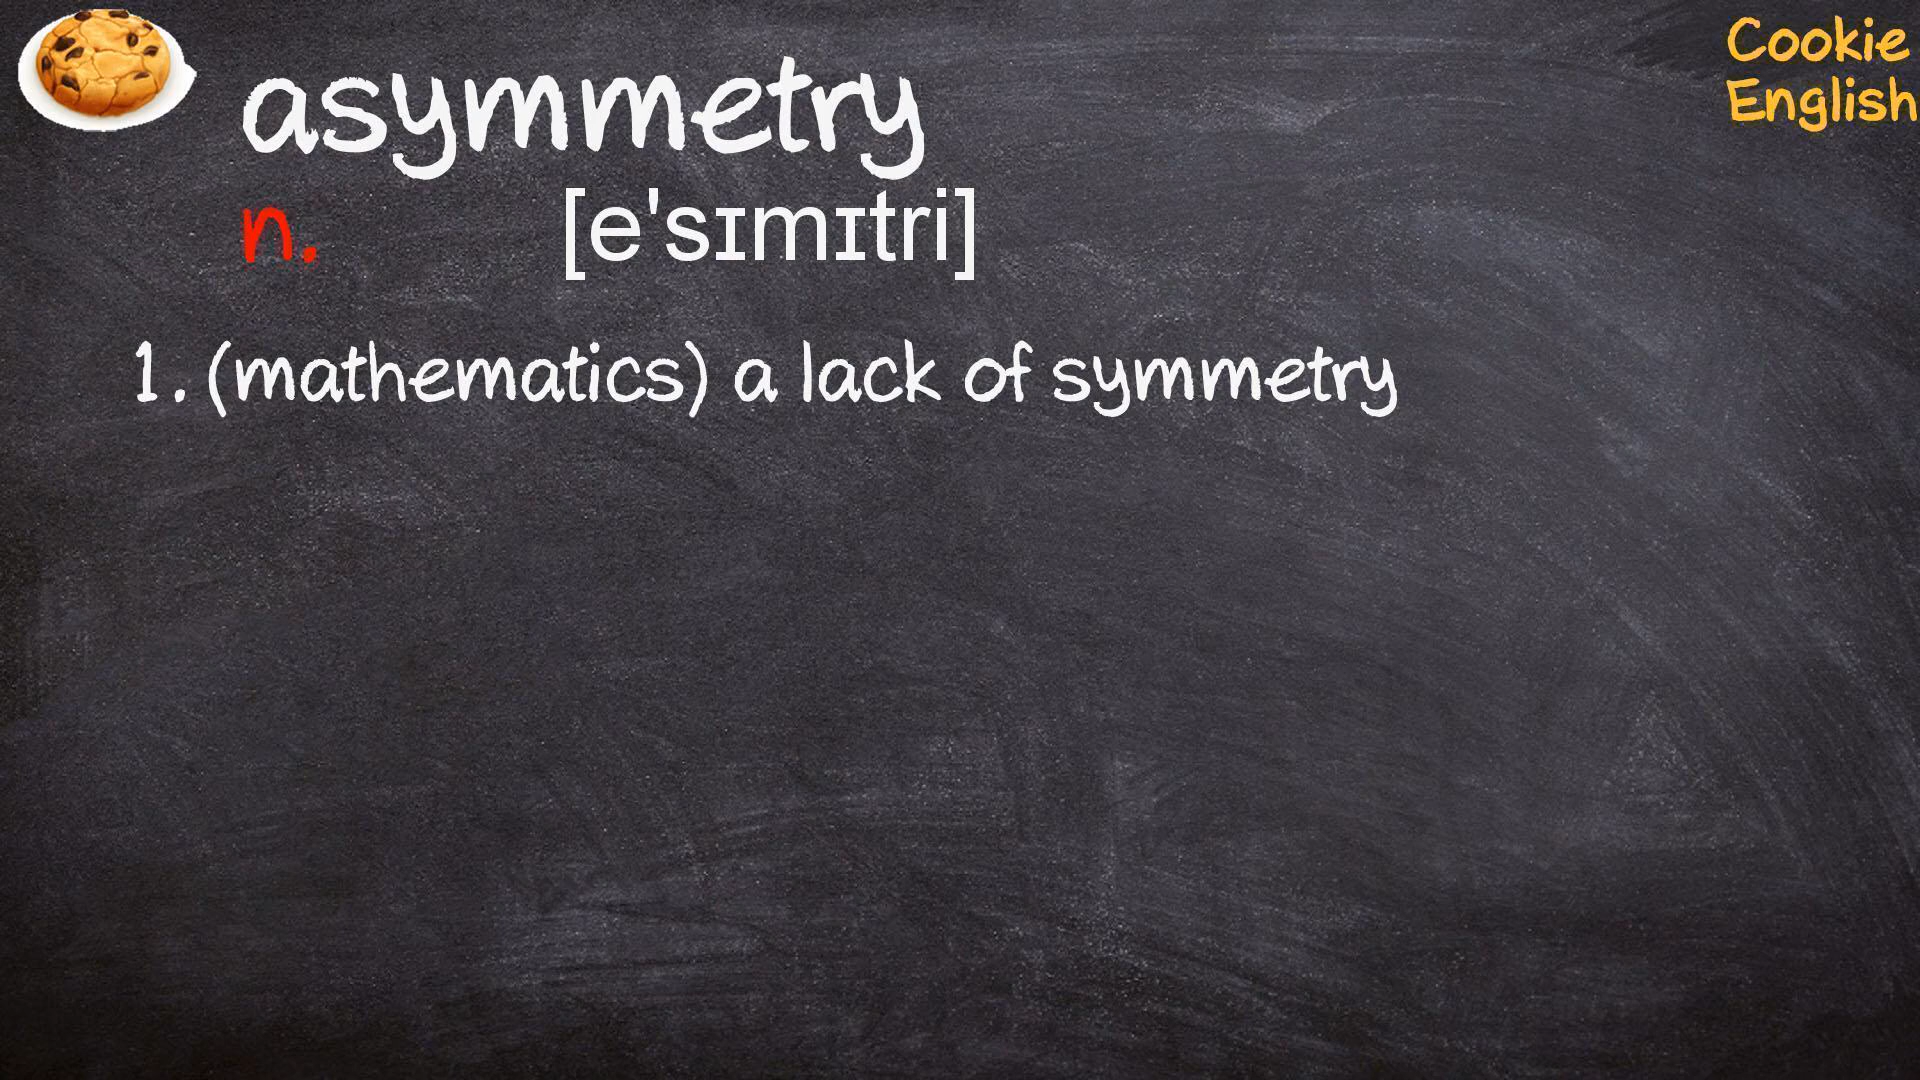 asymmetry
Cookie
English
n. [e'sɪmɪtri]
1. (mathematics) a lack of symmetry